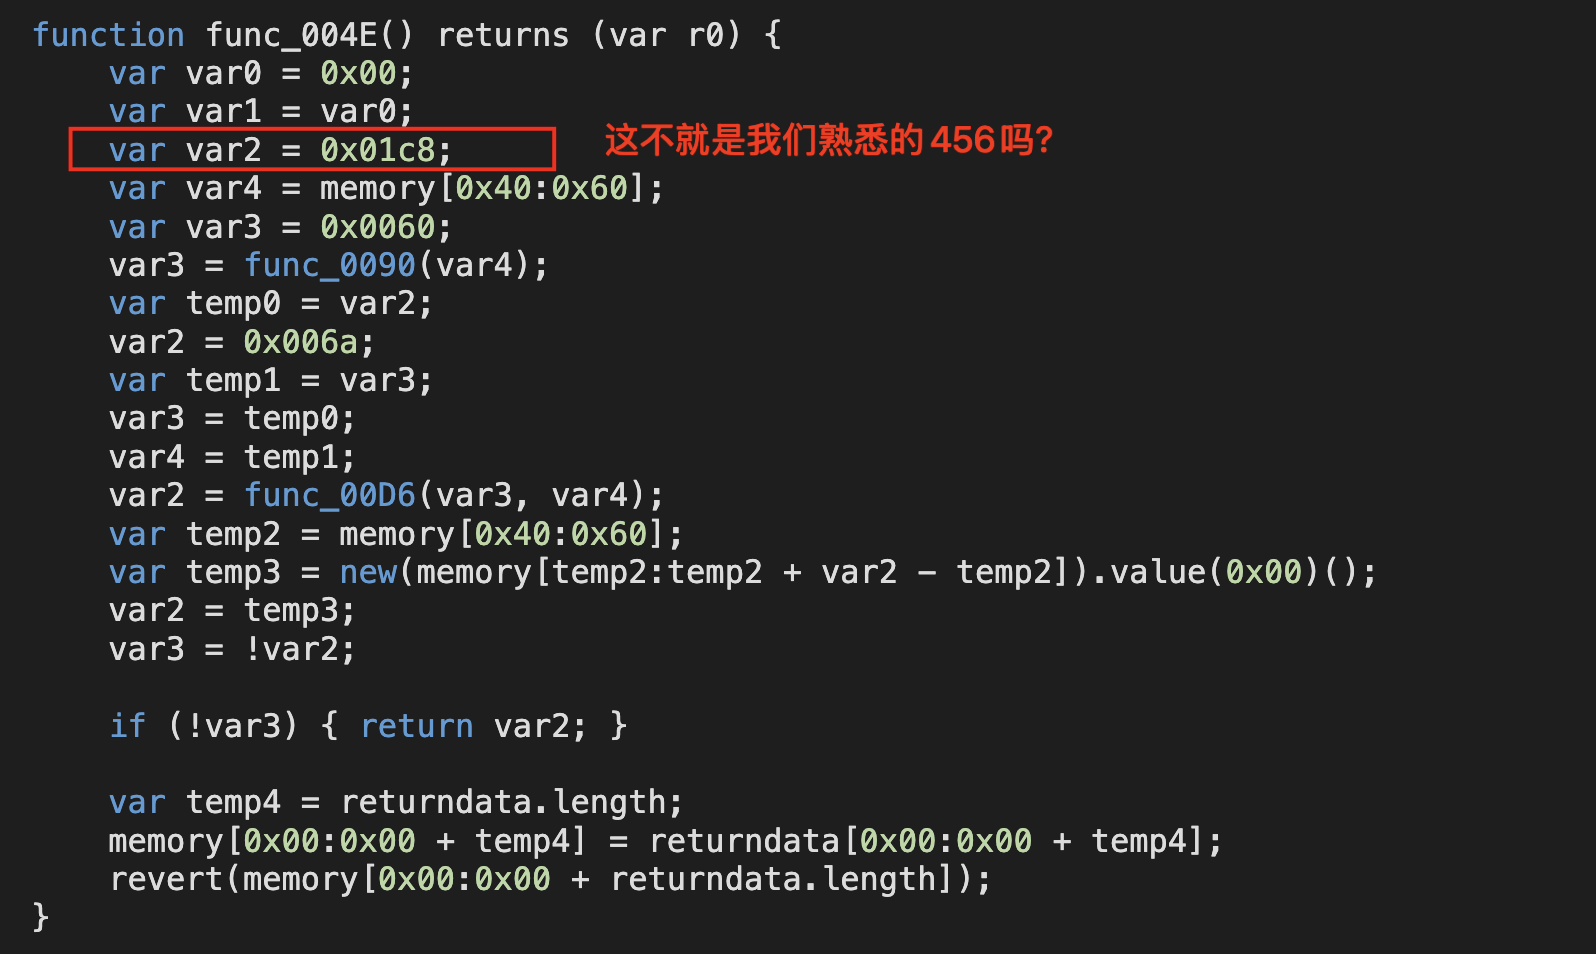 function func_004E() returns (var r0) {
    var var0 = 0x00;
    var var1 = var0;
    var var2 = 0x01c8;
这不就是我们熟悉的456吗?
    var var4 = memory[0x40:0x60];
    var var3 = 0x0060;
    var3 = func_0090(var4);
    var temp0 = var2;
    var2 = 0x006a;
    var temp1 = var3;
    var3 = temp0;
    var4 = temp1;
    var2 = func_00D6(var3, var4);
    var temp2 = memory[0x40:0x60];
    var temp3 = new(memory[temp2:temp2 + var2 - temp2]).value(0x00)();
    var2 = temp3;
    var3 = !var2;
    if (!var3) { return var2; }
    var temp4 = returndata.length;
    memory[0x00:0x00 + temp4] = returndata[0x00:0x00 + temp4];
    revert(memory[0x00:0x00 + returndata.length]);
}